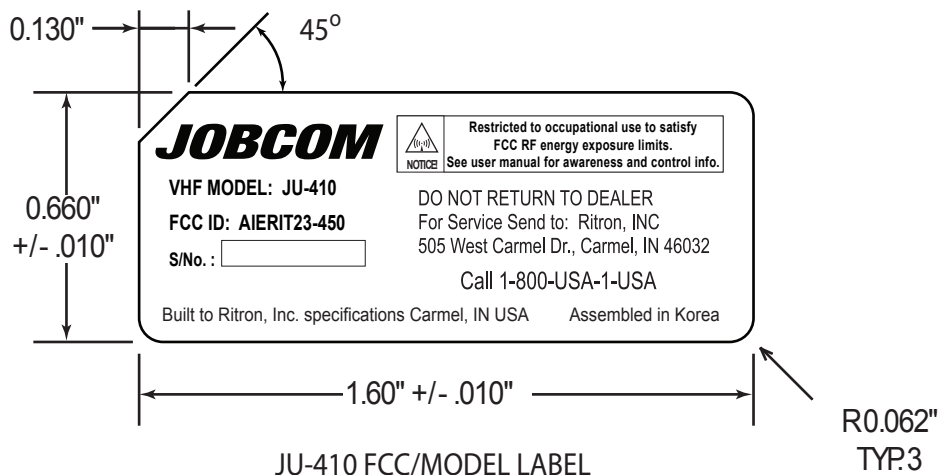 0.130"
45°
JOBCOM
NOTICE!
Restricted to occupational use to satisfy
FCC RF energy exposure limits.
See user manual for awareness and control info.
VHF MODEL: JU-410
FCC ID: AIERIT23-450
S/No. :
DO NOT RETURN TO DEALER
For Service Send to: Ritron, INC
505 West Carmel Dr., Carmel, IN 46032
Call 1-800-USA-1-USA
Built to Ritron, Inc. specifications Carmel, IN USA Assembled in Korea
0.660"
+/- .010"
1.60" +/- .010"
R0.062"
TYP.3
JU-410 FCC/MODEL LABEL